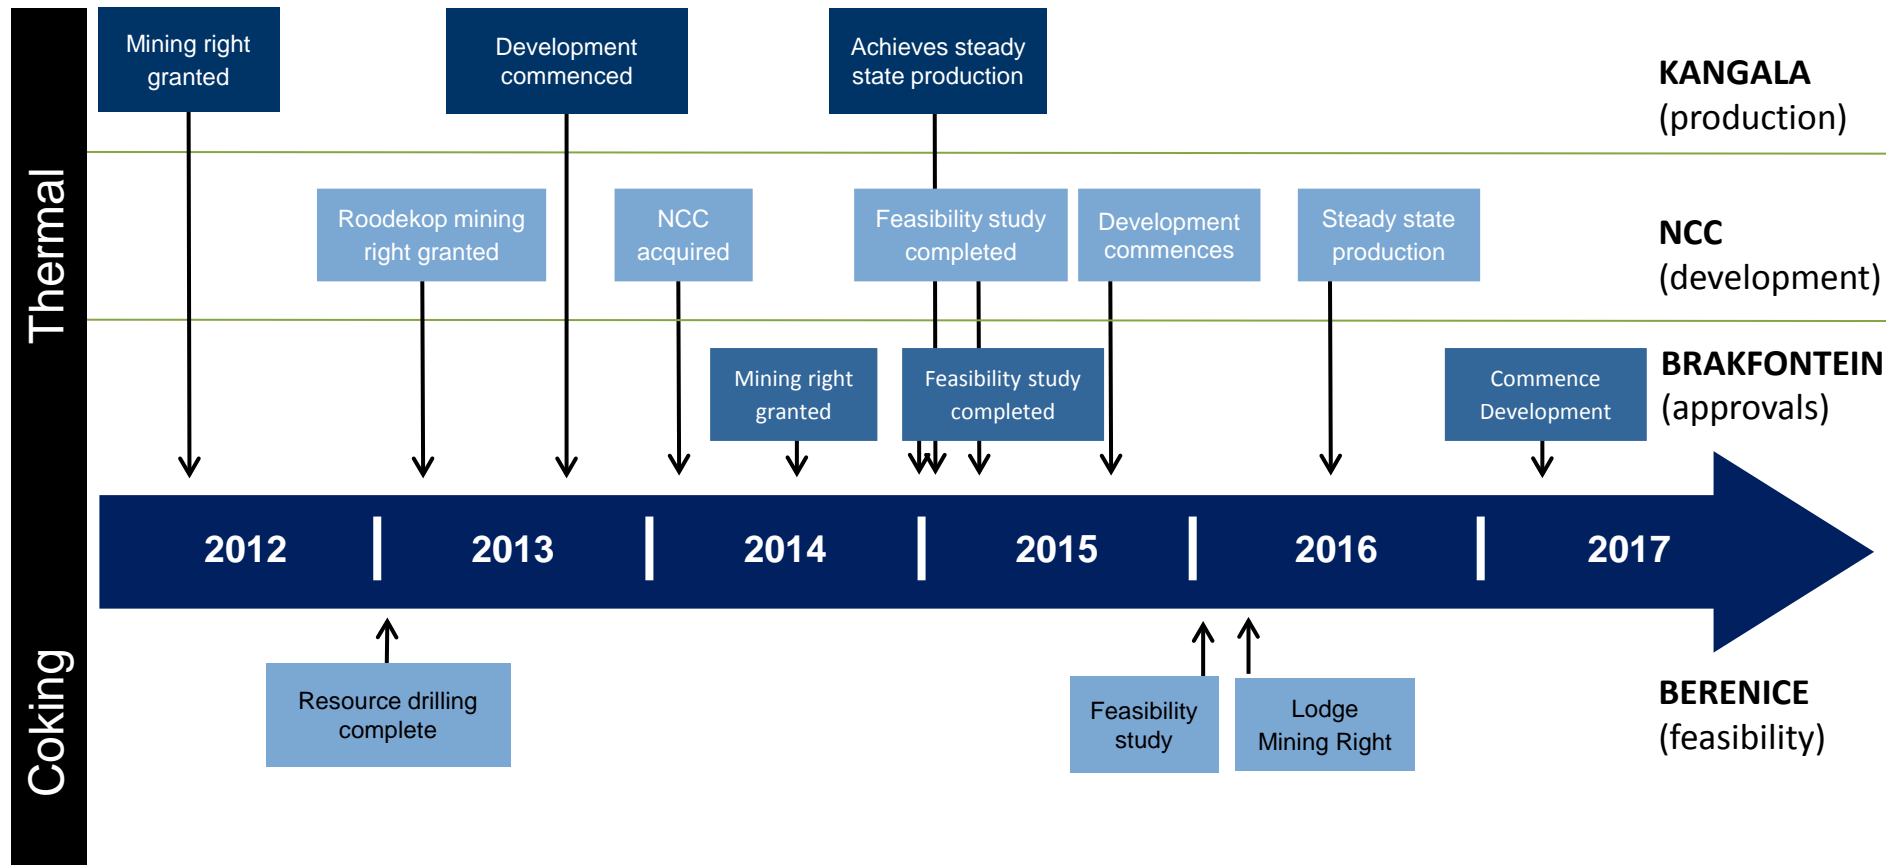 Thermal
Mining right
granted
Development
commenced
Achieves steady
state production
KANGALA
(production)
Roodekop mining
right granted
NCC
acquired
Feasibility study
completed
Development
commences
Steady state
production
NCC
(development)
Mining right
granted
Feasibility study
completed
Commence
Development
BRAKFONTEIN
(approvals)
2012
2013
2014
2015
2016
2017
Coking
Resource drilling
complete
Feasibility
study
Lodge
Mining Right
BERENICE
(feasibility)